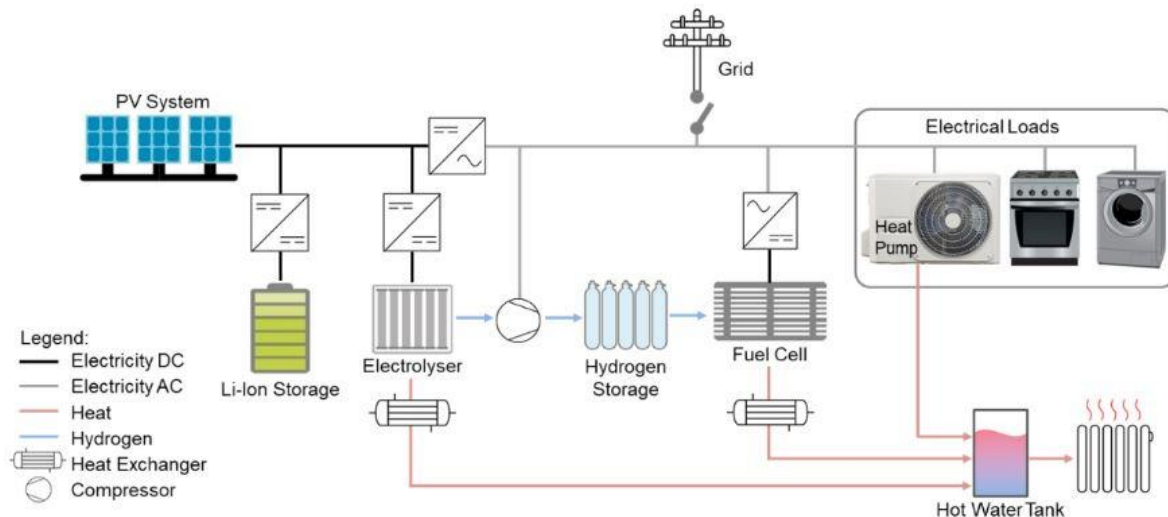 Grid
PV System
Electrical Loads
Heat
Pump
Legend:
Electricity DC
Electricity AC
Heat
Hydrogen
Heat Exchanger
Compressor
Li-Ion Storage
Electrolyser
Hydrogen
Storage
Fuel Cell
Hot Water Tank